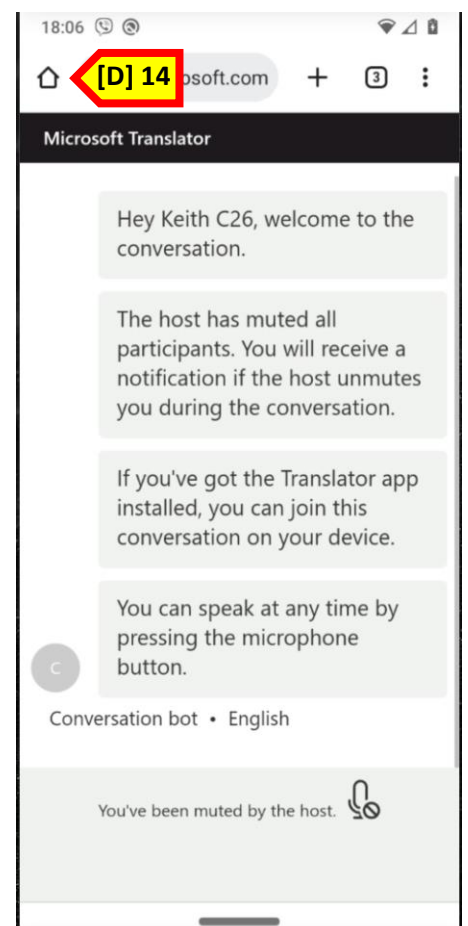 18:06
[D] 14 osoft.com 3
Microsoft Translator
Hey Keith C26, welcome to the
conversation.
The host has muted all
participants. You will receive a
notification if the host unmutes
you during the conversation.
If you've got the Translator app
installed, you can join this
conversation on your device.
You can speak at any time by
pressing the microphone
button.
C
Conversation bot • English
You've been muted by the host.